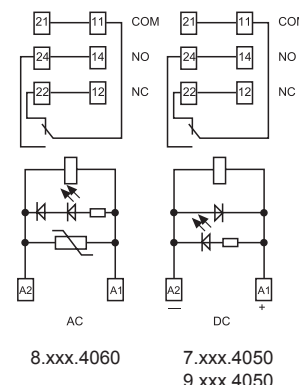 21 11 COM 21 11 COM
24 14 NO 24 14 NO
22 12 NC 22 12 NC
A2 A1 A2 A1
— +
AC DC
8.xxx.4060 7.xxx.4050
9.xxx.4050